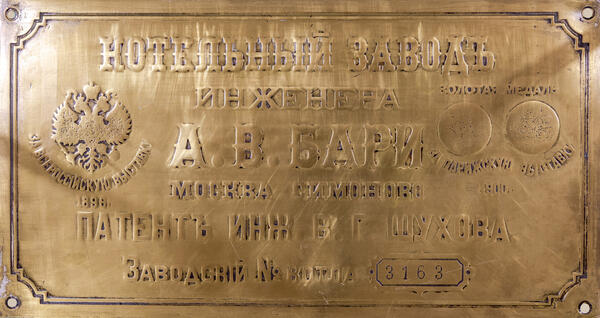 КОТЕЛЬНЫЙ ЗАВОДЪ
ИНЖЕНЕРА
ЗОЛОТАЯ МЕДАЛЬ
А. В. БАРИ
ЗА ВСЕРОССІЙСКУЮ ВЫСТАВКУ
1896
ЗА ПАРИЖСКУЮ ВЫСТАВКУ
1900
МОСКВА СИМОНОВО
ПАТЕНТЪ ИНЖ В. Г. ШУХОВА
ЗАВОДСКІЙ № КОТЛА 3163